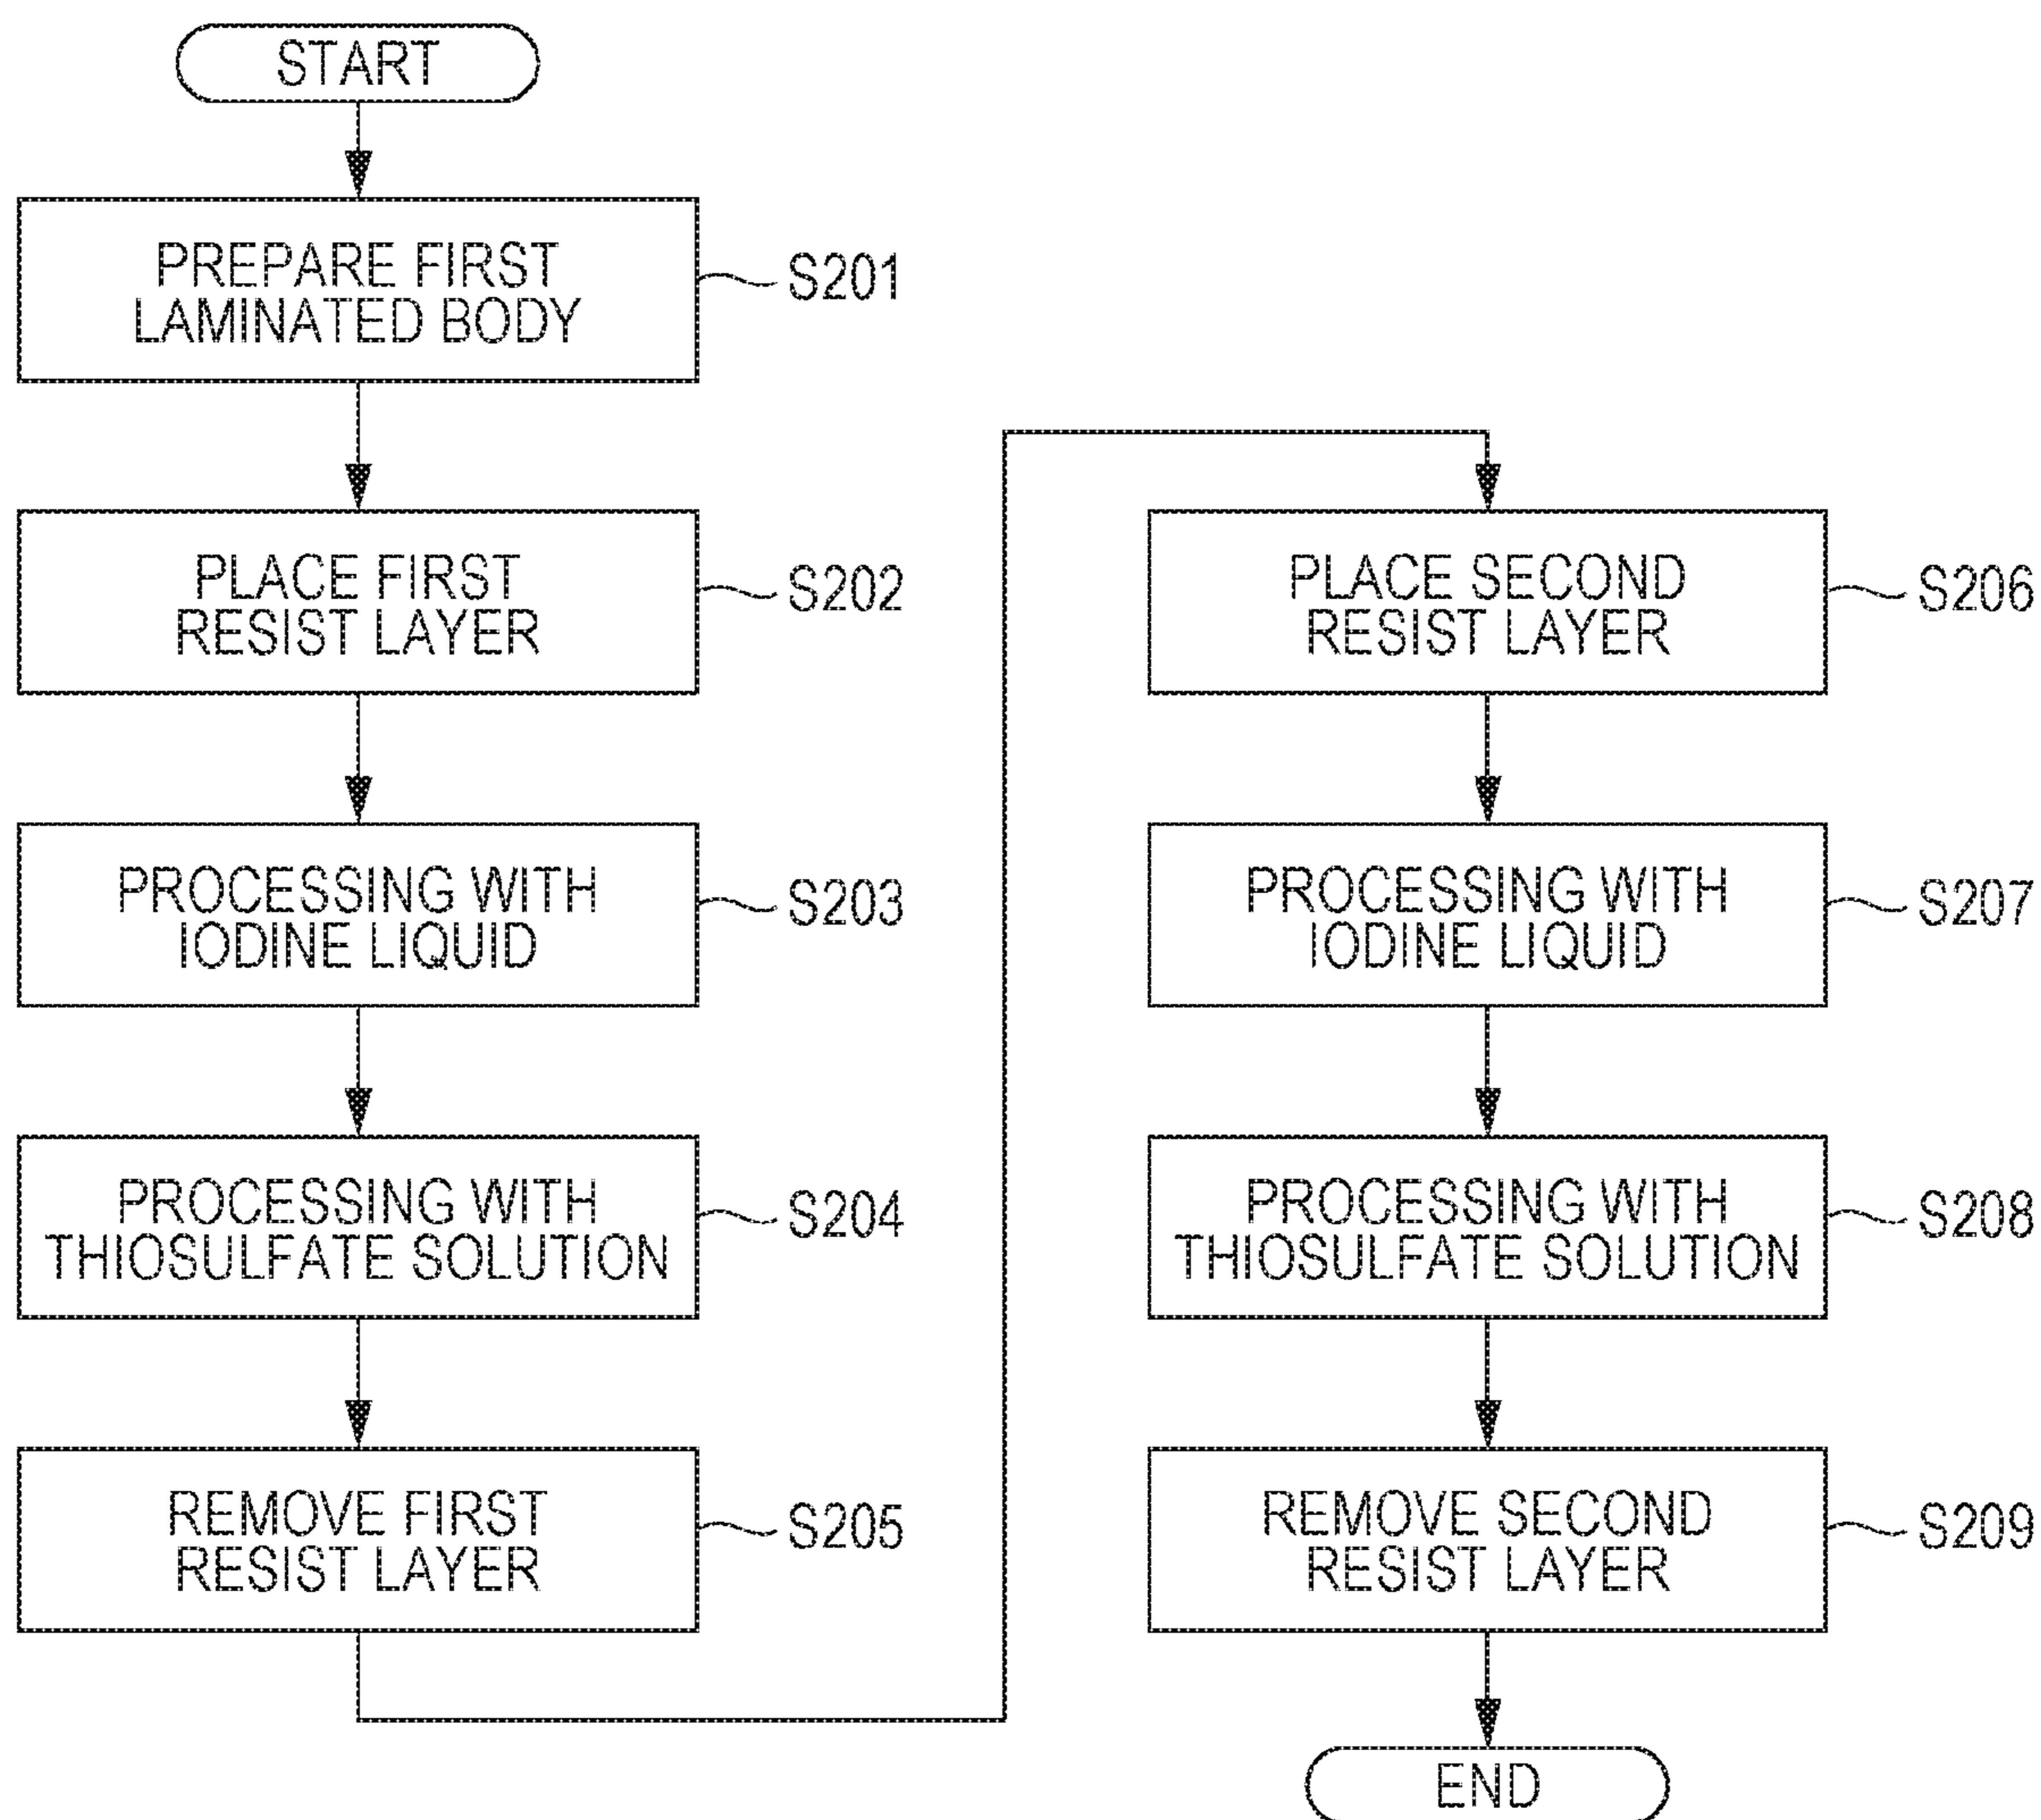 START
PREPARE FIRST
LAMINATED BODY
S201
PLACE FIRST
RESIST LAYER
S202
PROCESSING WITH
IODINE LIQUID
S203
PROCESSING WITH
THIOSULFATE SOLUTION
S204
REMOVE FIRST
RESIST LAYER
S205
PLACE SECOND
RESIST LAYER
S206
PROCESSING WITH
IODINE LIQUID
S207
PROCESSING WITH
THIOSULFATE SOLUTION
S208
REMOVE SECOND
RESIST LAYER
S209
END